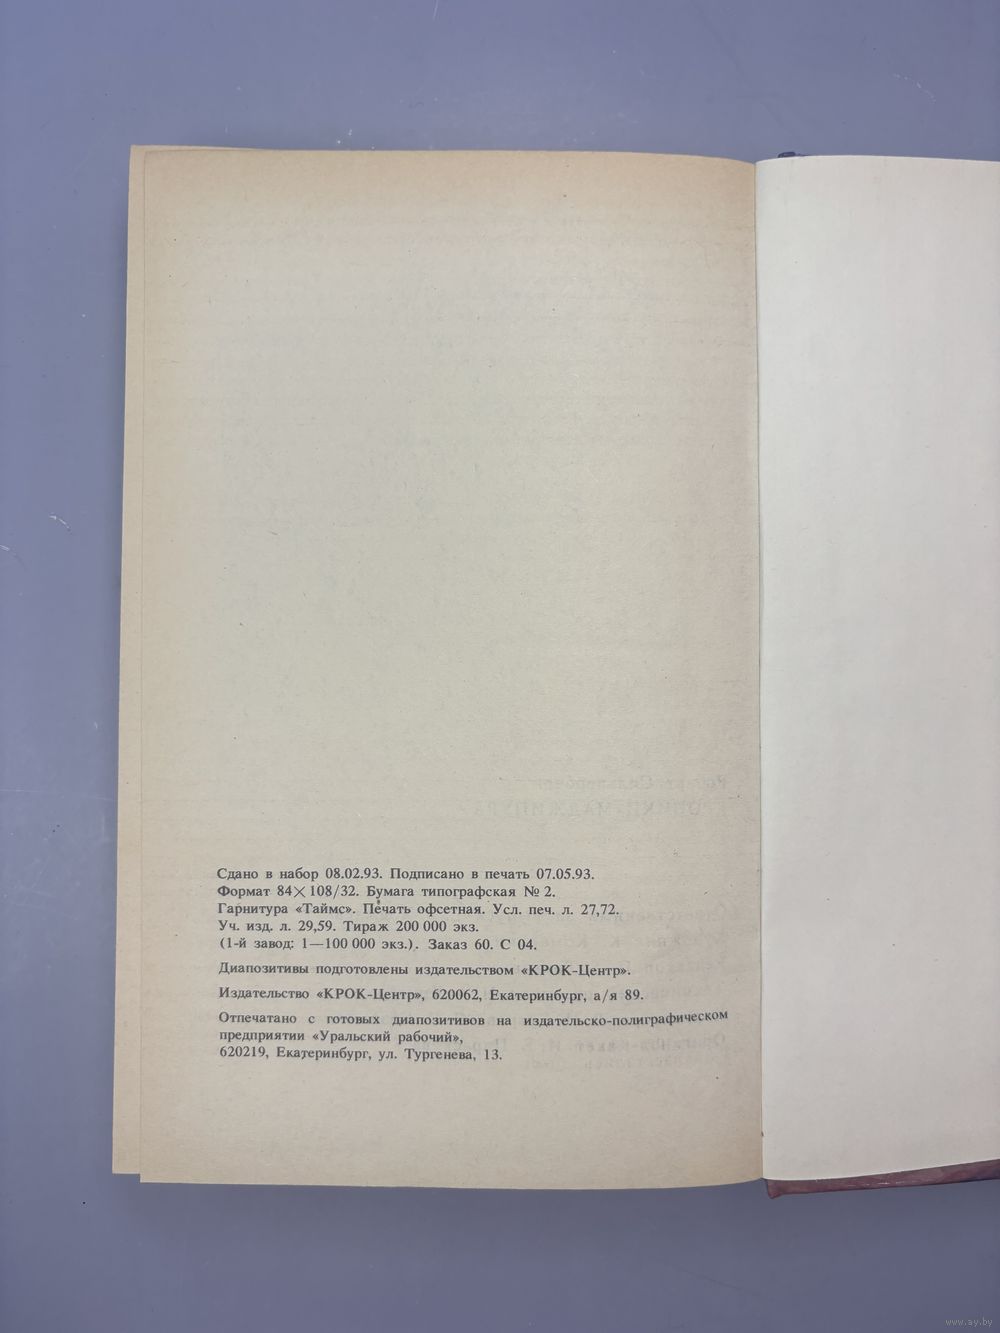 Сдано в набор 08.02.93. Подписано в печать 07.05.93.
Формат 84×108/32. Бумага типографская № 2.
Гарнитура «Таймс». Печать офсетная. Усл. печ. л. 27,72.
Уч. изд. л. 29,59. Тираж 200 000 экз.
(1-й завод: 1—100 000 экз.). Заказ 60. С 04.
Диапозитивы подготовлены издательством «КРОК-Центр».
Издательство «КРОК-Центр», 620062, Екатеринбург, а/я 89.
Отпечатано с готовых диапозитивов на издательско-полиграфическом
предприятии «Уральский рабочий»,
620219, Екатеринбург, ул. Тургенева, 13.
www.ay.by